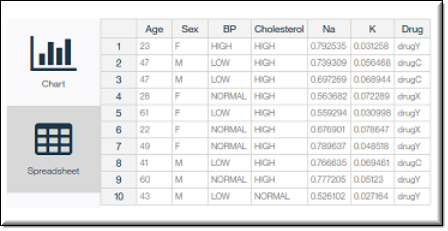 Age Sex BP Cholesterol Na K Drug
1 23 F HIGH HIGH 0.792535 0.031258 drugY
2 47 M LOW HIGH 0.739309 0.056468 drugC
3 47 M LOW HIGH 0.697269 0.068944 drugC
4 28 F NORMAL HIGH 0.563682 0.072289 drugX
5 61 F LOW HIGH 0.559294 0.030998 drugY
6 22 F NORMAL HIGH 0.676901 0.078647 drugX
7 49 F NORMAL HIGH 0.789637 0.048518 drugY
8 41 M LOW HIGH 0.766635 0.069461 drugC
9 60 M NORMAL HIGH 0.777205 0.05123 drugY
10 43 M LOW NORMAL 0.526102 0.027164 drugY
Chart
Spreadsheet